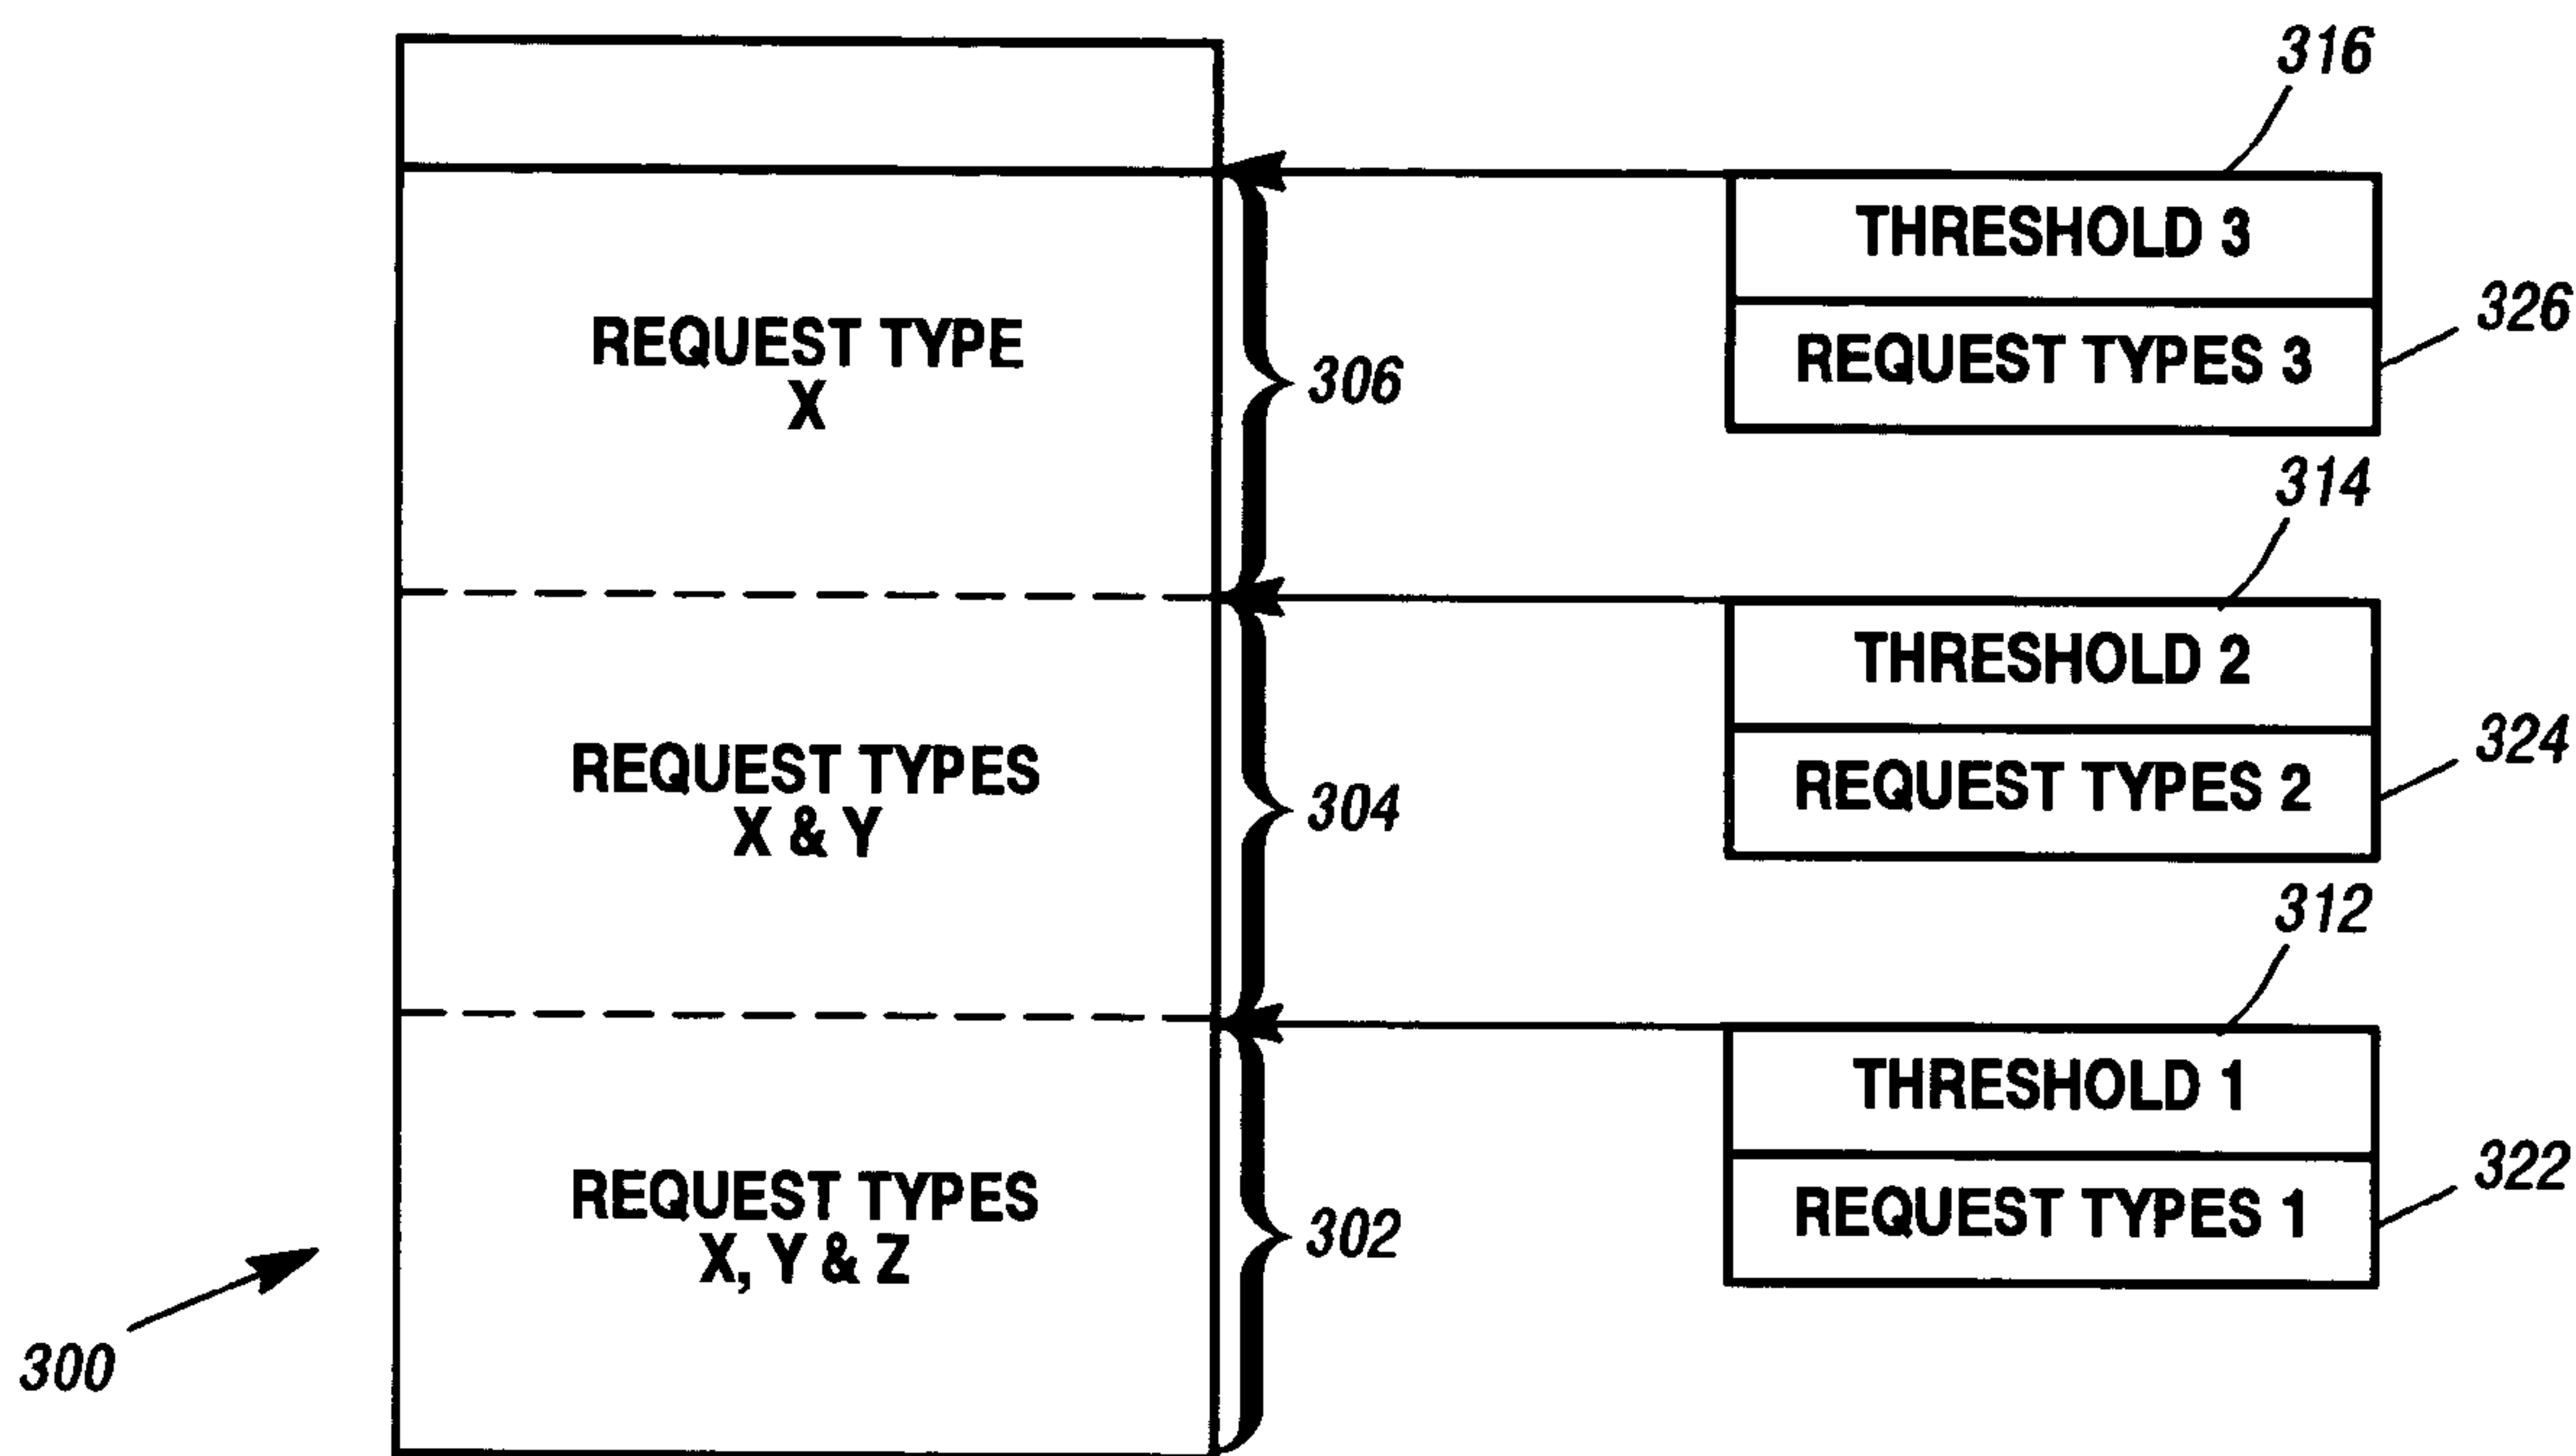 316
THRESHOLD 3
326
REQUEST TYPES 3
REQUEST TYPE
X
306
314
THRESHOLD 2
324
REQUEST TYPES 2
REQUEST TYPES
X & Y
304
312
THRESHOLD 1
322
REQUEST TYPES 1
REQUEST TYPES
X, Y & Z
302
300